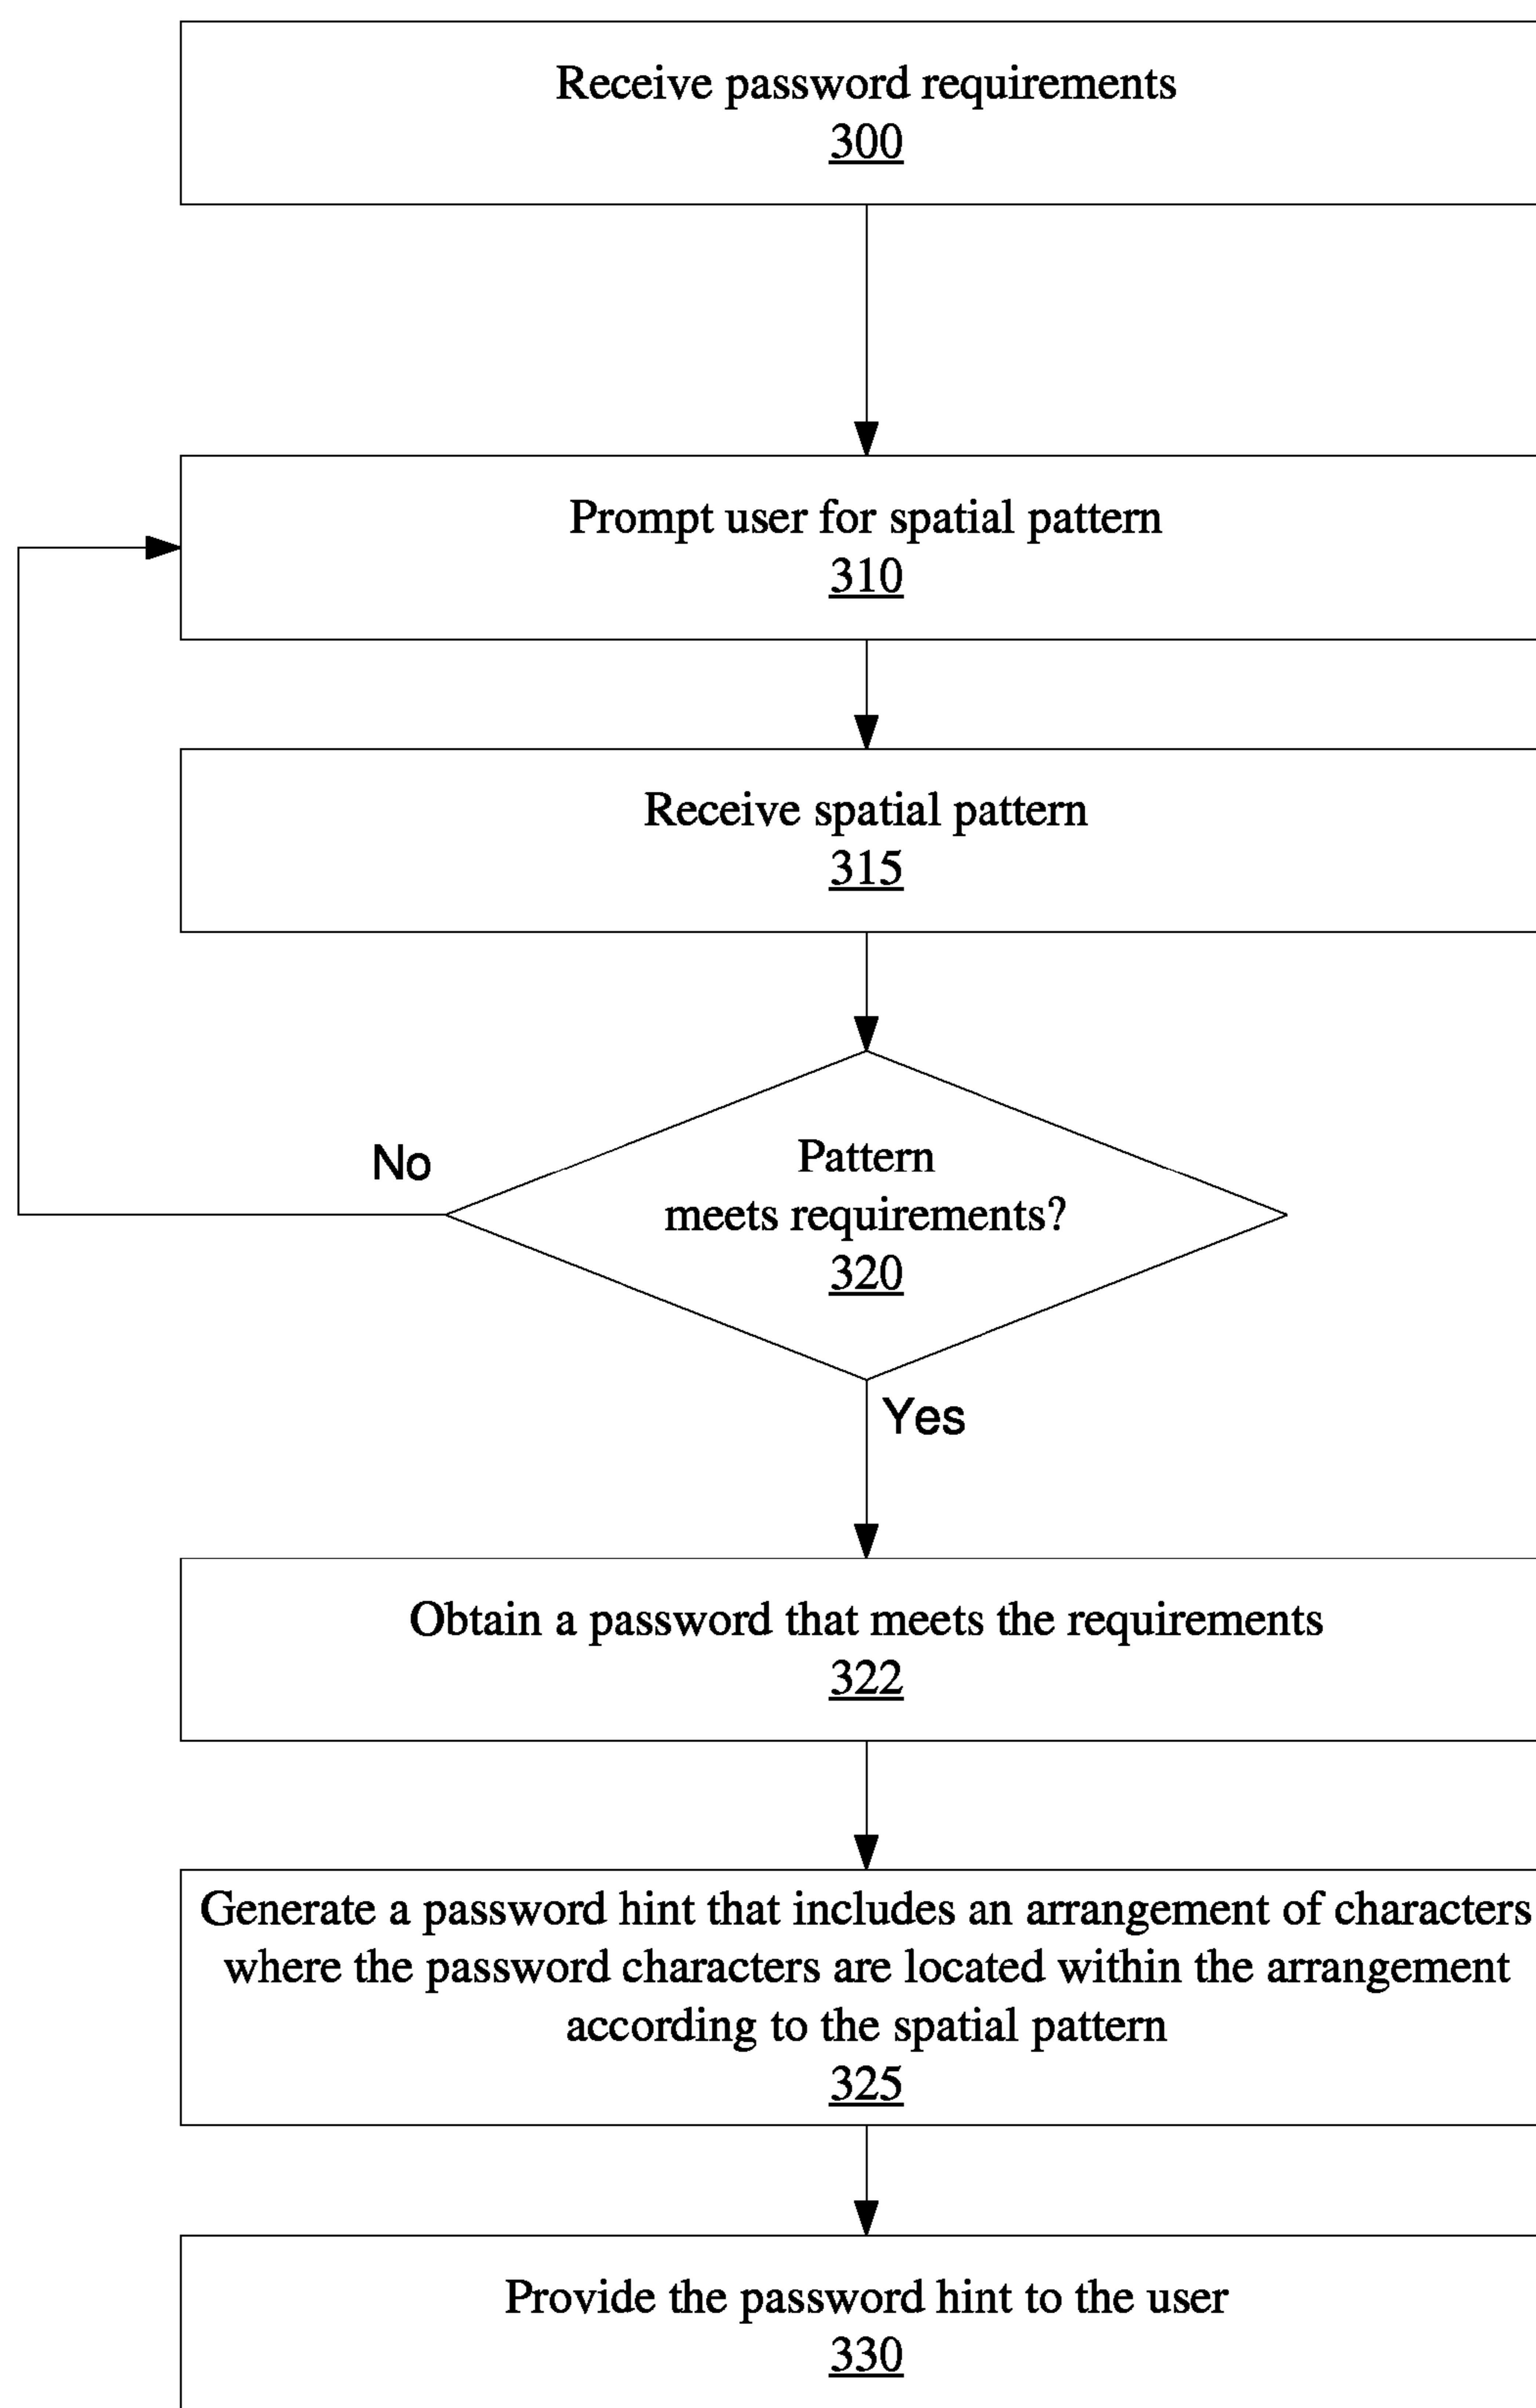 Receive password requirements
300
Prompt user for spatial pattern
310
Receive spatial pattern
315
Pattern
meets requirements?
320
No
Yes
Obtain a password that meets the requirements
322
Generate a password hint that includes an arrangement of characters
where the password characters are located within the arrangement
according to the spatial pattern
325
Provide the password hint to the user
330